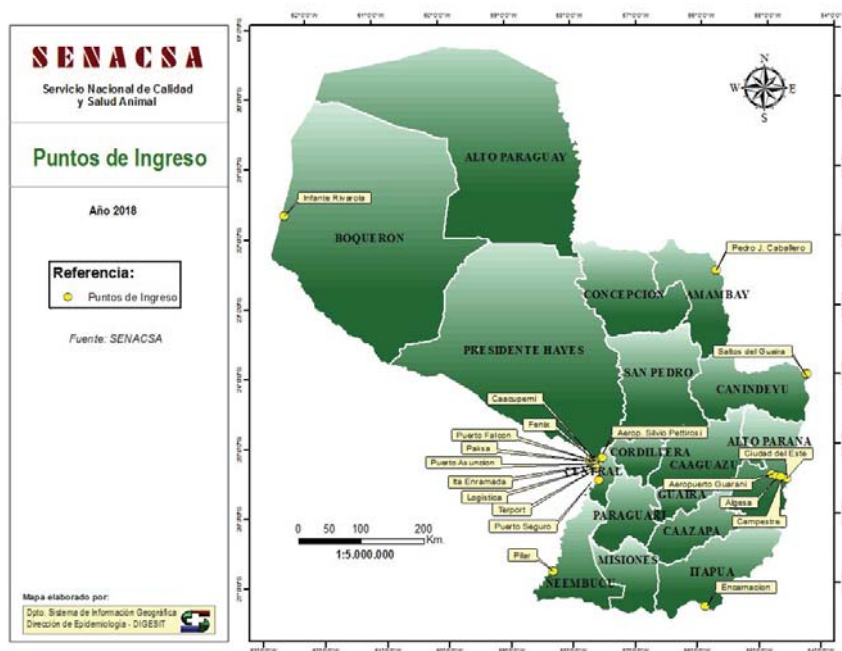 SENACSA
Servicio Nacional de Calidad
y Salud Animal
Puntos de Ingreso
Año 2018
Referencia:
Puntos de Ingreso
Fuente: SENACSA
Mapa elaborado por:
Dpto. Sistema de Información Geográfica
Dirección de Epidemiología - DIGESIT
N
W
E
S
ALTO PARAGUAY
Infante Rivarola
BOQUERON
Pedro J. Caballero
CONCEPCION
AMAMBAY
PRESIDENTE HAYES
SAN PEDRO
Saltos del Guaira
CANINDEYU
Caacupemi
Fenix
Puerto Falcon
Aerop. Silvio Pettirosi
Paksa
Puerto Asuncion
CORDILLERA
ALTO PARANA
CAAGUAZU
Ciudad del Este
CENTRAL
Ita Enramada
Aeropuerto Guarani
Logistica
GUAIRA
Algesa
Terport
Puerto Seguro
PARAGUARI
Campestre
CAAZAPA
0
50
100
200
Km.
1:5.000.000
Pilar
MISIONES
ITAPUA
ÑEEMBUCU
Encarnacion